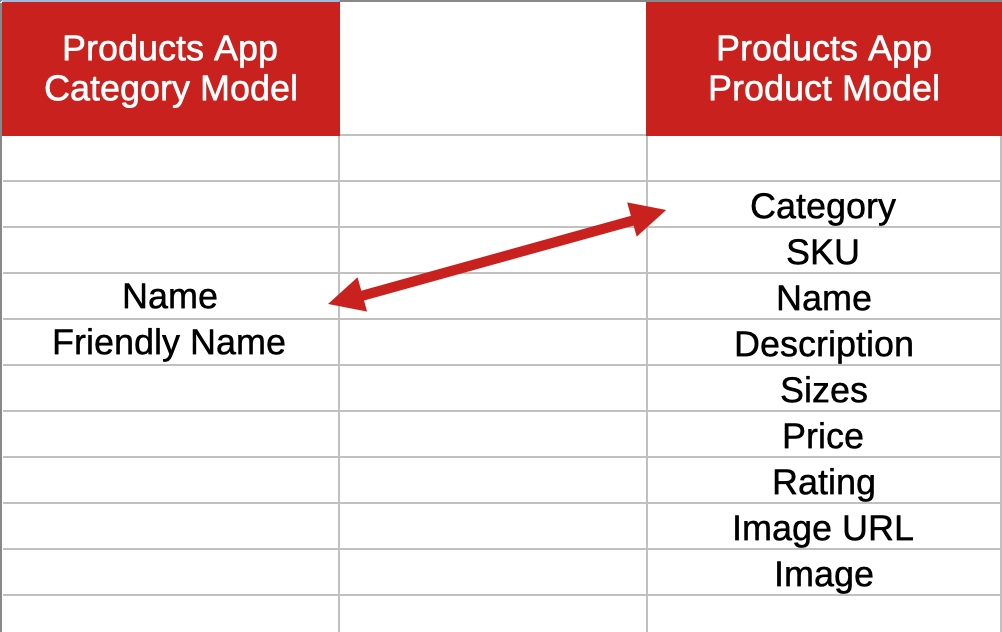 Products App
Category Model
Products App
Product Model
Name
Friendly Name
Category
SKU
Name
Description
Sizes
Price
Rating
Image URL
Image